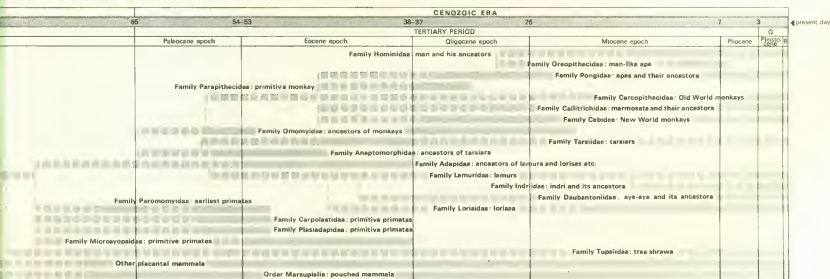 CENOZOIC ERA
65 54-53 38-37 26 7 3 present day
TERTIARY PERIOD Q
Palaeocene epoch Eocene epoch Oligocene epoch Miocene epoch Pliocene Pleisto-cene R
Family Hominidae: man and his ancestors
Family Oreopithecidae: man-like ape
Family Pongidae: apes and their ancestors
Family Parapithecidae: primitive monkey
Family Carcopithecidae: Old World monkeys
Family Callitrichidae: marmosets and their ancestors
Family Cebidae: New World monkeys
Family Omomyidae: ancestors of monkeys
Family Tarsiidae: tarsiers
Family Anaptomorphidae: ancestors of tarsiers
Family Adapidae: ancestors of lemurs and lorises etc.
Family Lemuridae: lemurs
Family Indriidae: indri and its ancestors
Family Daubantoniidae: aye-aye and its ancestors
Family Paromomyidae: earliest primates
Family Lorisidae: lorises
Family Carpolestidae: primitive primates
Family Plesiadapidae: primitive primates
Family Microsyopsidae: primitive primates
Family Tupaiidae: tree shrews
Other placental mammals
Order Marsupialia: pouched mammals